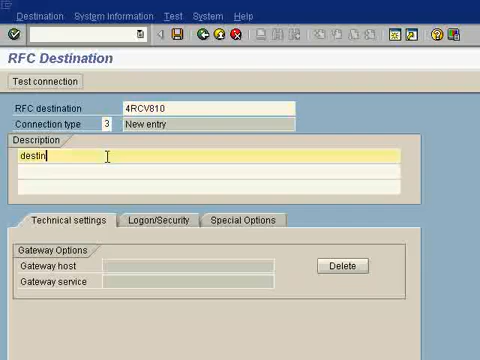 Destination System Information Test System Help
RFC Destination
Test connection
RFC destination 4RCV810
Connection type 3 New entry
Description
destin
Technical settings Logon/Security Special Options
Gateway Options
Gateway host Delete
Gateway service